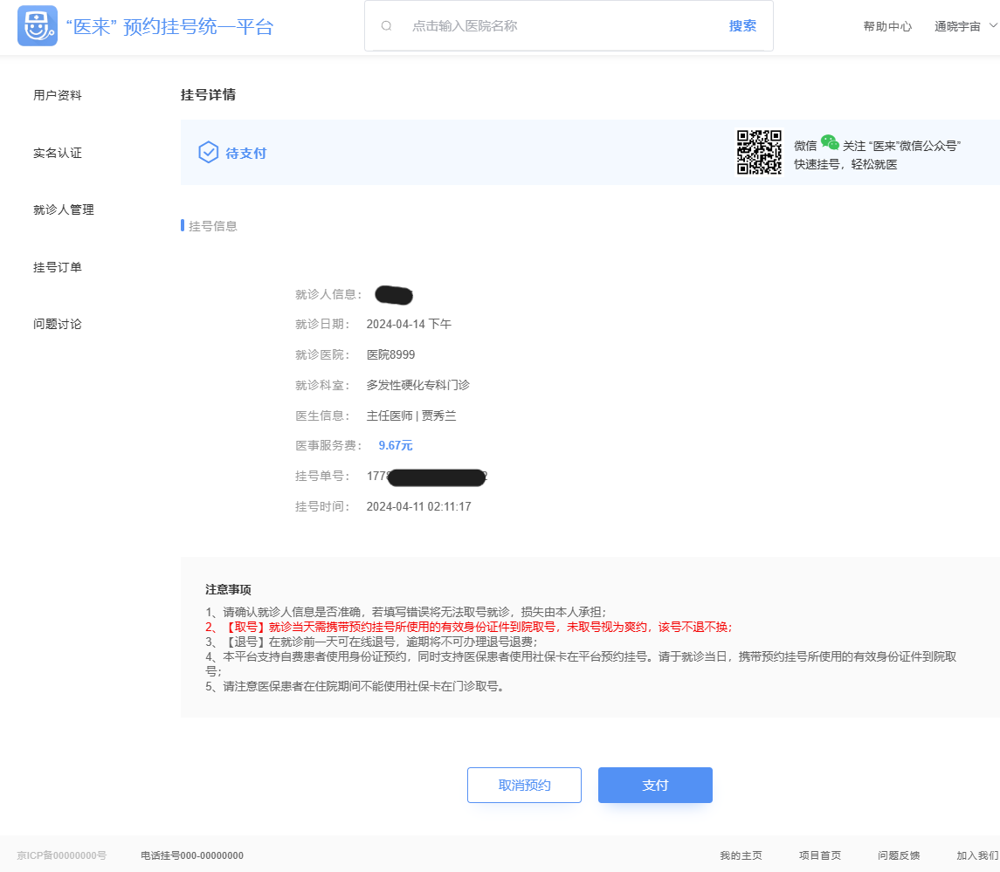 “医来” 预约挂号统一平台
点击输入医院名称
搜索
帮助中心
通晓宇宙
用户资料
实名认证
就诊人管理
挂号订单
问题讨论
挂号详情
待支付
微信 关注 “医来”微信公众号”
快速挂号，轻松就医
挂号信息
就诊人信息：
就诊日期： 2024-04-14 下午
就诊医院： 医院8999
就诊科室： 多发性硬化专科门诊
医生信息： 主任医师 | 贾秀兰
医事服务费： 9.67元
挂号单号： 177
挂号时间： 2024-04-11 02:11:17
注意事项
1、请确认就诊人信息是否准确，若填写错误将无法取号就诊，损失由本人承担；
2、【取号】就诊当天需携带预约挂号所使用的有效身份证件到院取号，未取号视为爽约，该号不退不换；
3、【退号】在就诊前一天可在线退号，逾期将不可办理退号退费；
4、本平台支持自费患者使用身份证预约，同时支持医保患者使用社保卡在平台预约挂号。请于就诊当日，携带预约挂号所使用的有效身份证件到院取
号；
5、请注意医保患者在住院期间不能使用社保卡在门诊取号。
取消预约
支付
京ICP备00000000号
电话挂号000-00000000
我的主页
项目首页
问题反馈
加入我们